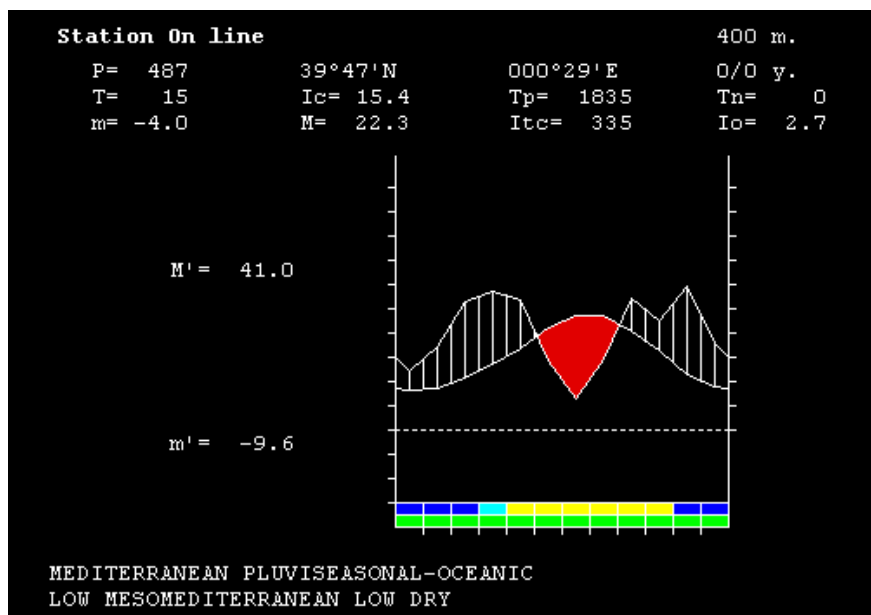 Station On line 400 m.
P= 487 39°47'N 000°29'E 0/0 y.
T= 15 Ic= 15.4 Tp= 1835 Tn= 0
m= -4.0 M= 22.3 Itc= 335 Io= 2.7
M'= 41.0
m'= -9.6
MEDITERRANEAN PLUVISEASONAL-OCEANIC
LOW MESOMEDITERRANEAN LOW DRY